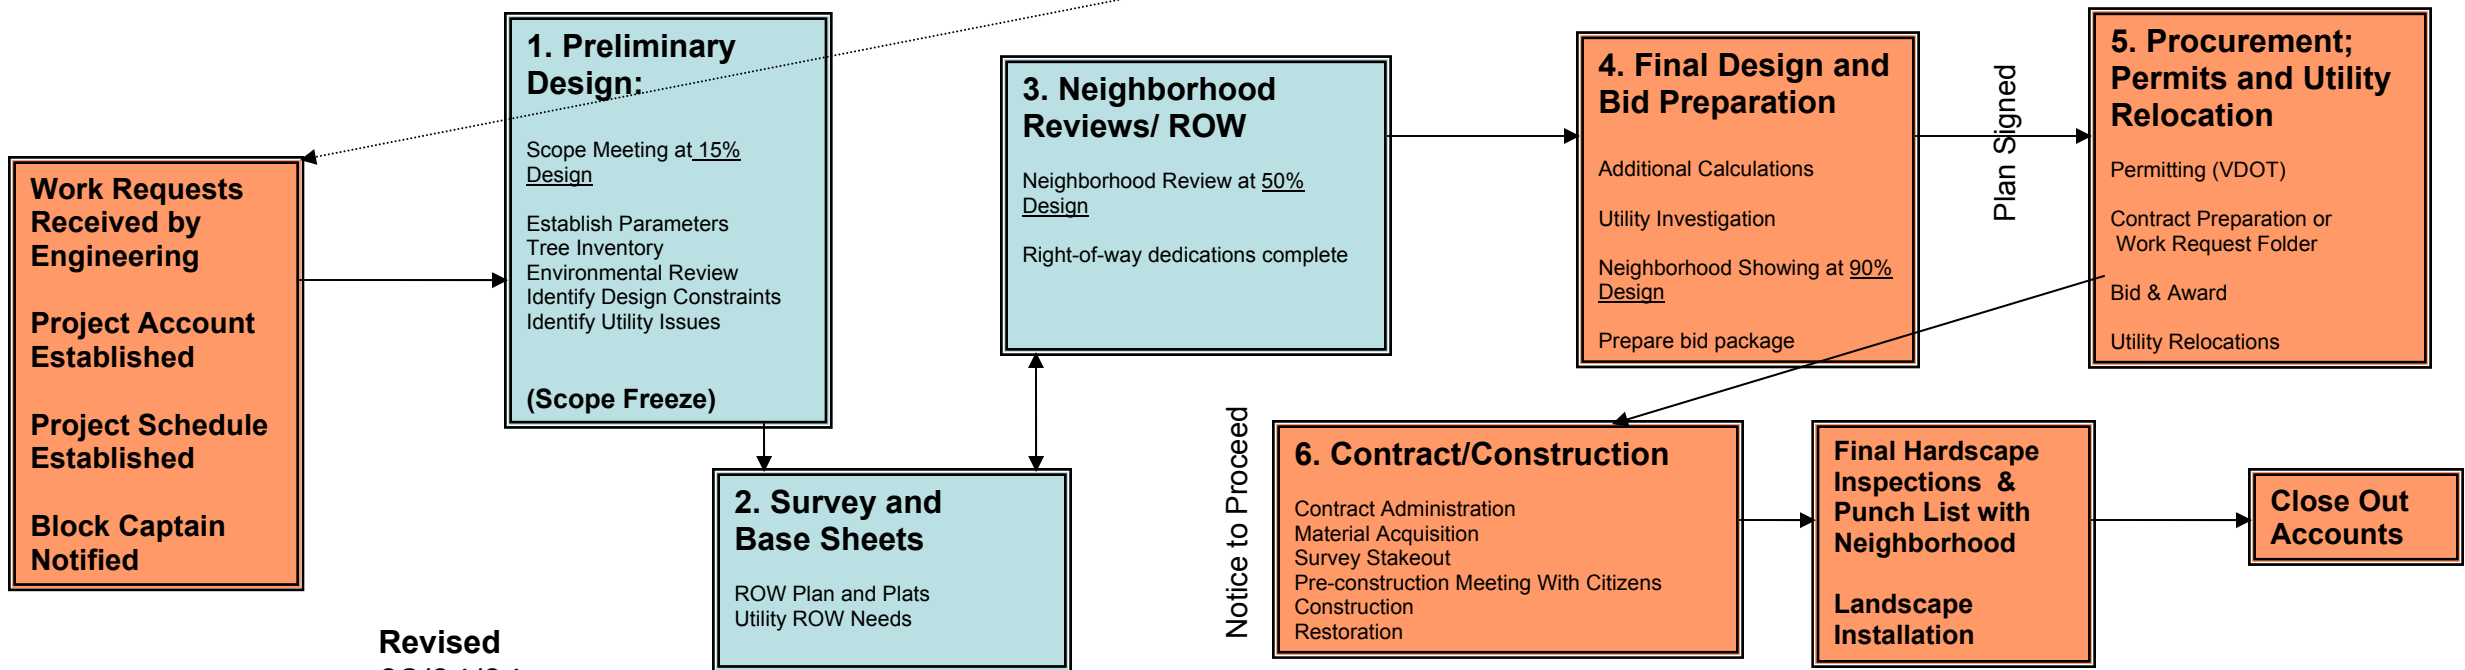 Work Requests
Received by
Engineering
Project Account
Established
Project Schedule
Established
Block Captain
Notified
1. Preliminary
Design:
Scope Meeting at 15%
Design
Establish Parameters
Tree Inventory
Environmental Review
Identify Design Constraints
Identify Utility Issues
(Scope Freeze)
2. Survey and
Base Sheets
ROW Plan and Plats
Utility ROW Needs
3. Neighborhood
Reviews/ ROW
Neighborhood Review at 50%
Design
Right-of-way dedications complete
4. Final Design and
Bid Preparation
Additional Calculations
Utility Investigation
Neighborhood Showing at 90%
Design
Prepare bid package
Plan Signed
5. Procurement;
Permits and Utility
Relocation
Permitting (VDOT)
Contract Preparation or
Work Request Folder
Bid & Award
Utility Relocations
Notice to Proceed
6. Contract/Construction
Contract Administration
Material Acquisition
Survey Stakeout
Pre-construction Meeting With Citizens
Construction
Restoration
Final Hardscape
Inspections &
Punch List with
Neighborhood
Landscape
Installation
Close Out
Accounts
Revised